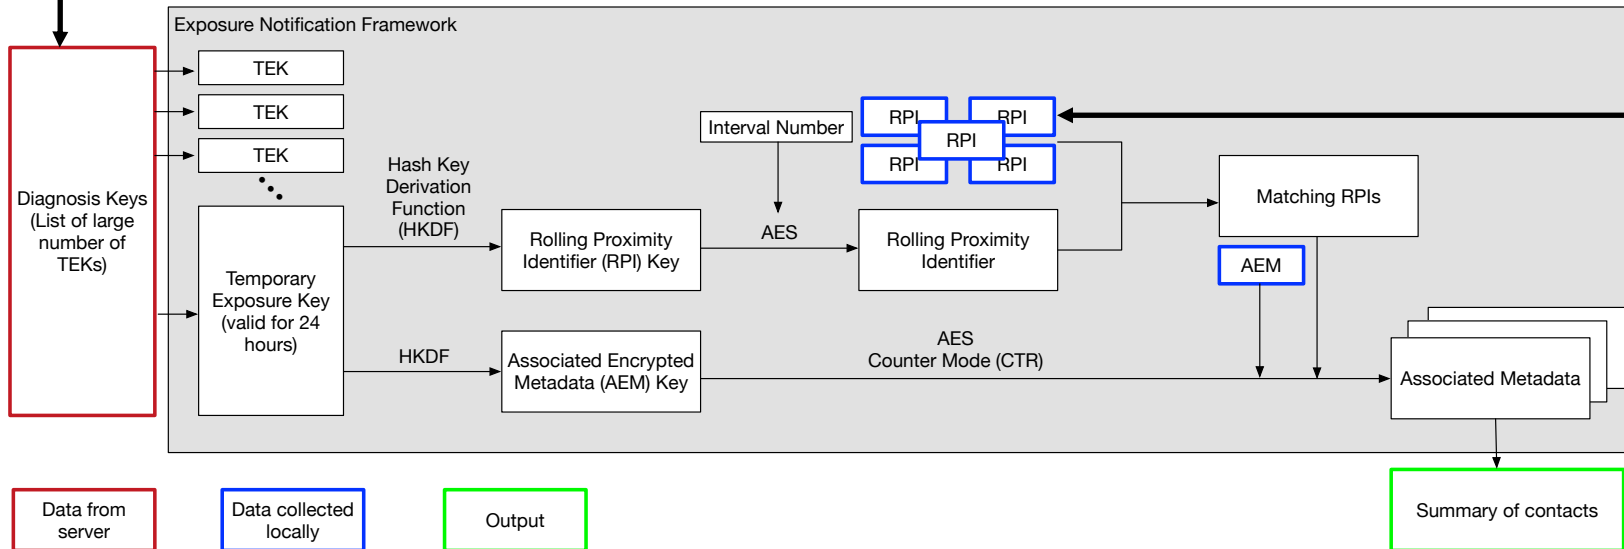 Exposure Notification Framework
Diagnosis Keys
(List of large
number of
TEKs)
TEK
TEK
TEK
Temporary
Exposure Key
(valid for 24
hours)
Hash Key
Derivation
Function
(HKDF)
HKDF
Rolling Proximity
Identifier (RPI) Key
Associated Encrypted
Metadata (AEM) Key
Interval Number
AES
RPI
RPI
RPI
RPI
RPI
Rolling Proximity
Identifier
AES
Counter Mode (CTR)
Matching RPIs
AEM
Associated Metadata
Data from
server
Data collected
locally
Output
Summary of contacts